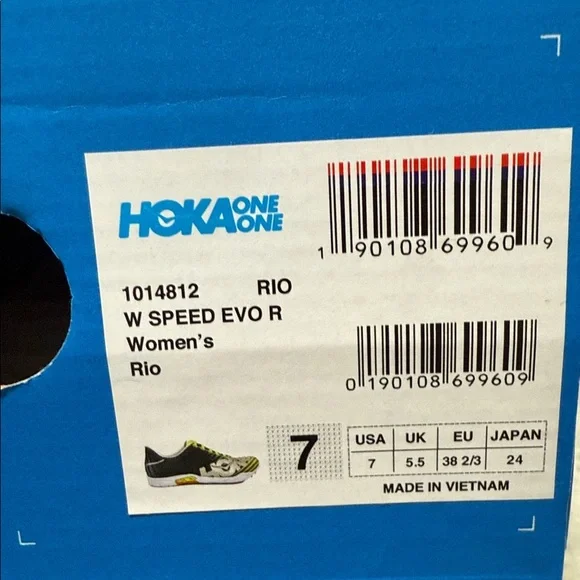 HOKA ONE ONE
1 90108 69960 9
1014812 RIO
W SPEED EVO R
Women's
Rio
0 190108 699609
7
USA UK EU JAPAN
7 5.5 38 2/3 24
MADE IN VIETNAM